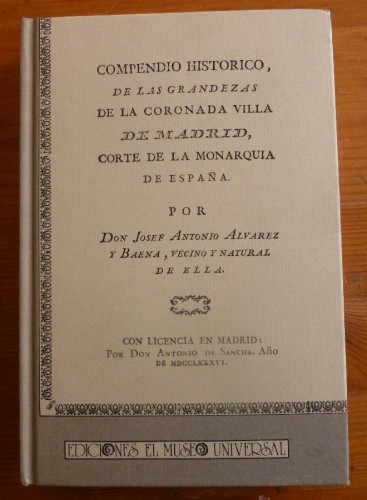 COMPENDIO HISTORICO,
DE LAS GRANDEZAS
DE LA CORONADA VILLA
DE MADRID,
CORTE DE LA MONARQUIA
DE ESPAÑA.
POR
DON JOSEF ANTONIO ALVAREZ
Y BAENA, VECINO Y NATURAL
DE ELLA.
CON LICENCIA EN MADRID:
POR DON ANTONIO DE SANCHA. AÑO
DE MDCCLXXXVI.
EDICIONES EL MUSEO UNIVERSAL